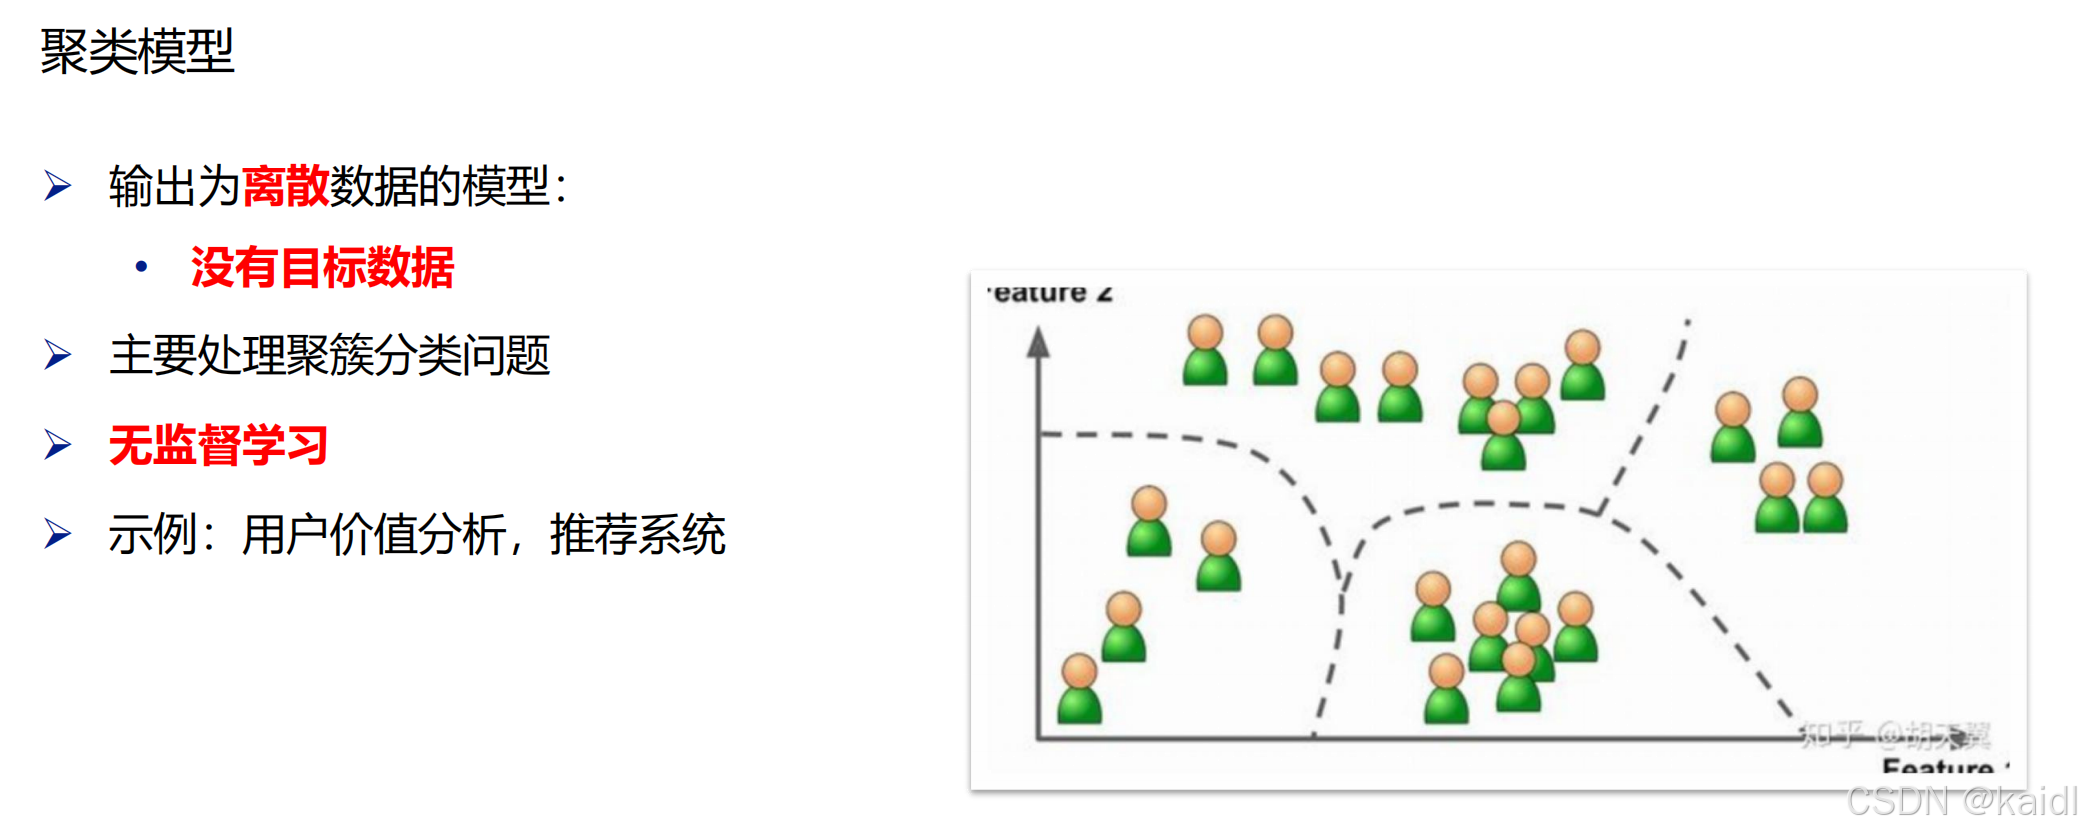 聚类模型
输出为离散数据的模型：
没有目标数据
主要处理聚簇分类问题
无监督学习
示例：用户价值分析，推荐系统
eature 2
知乎 @胡天翼
Feature
CSDN @kaidl